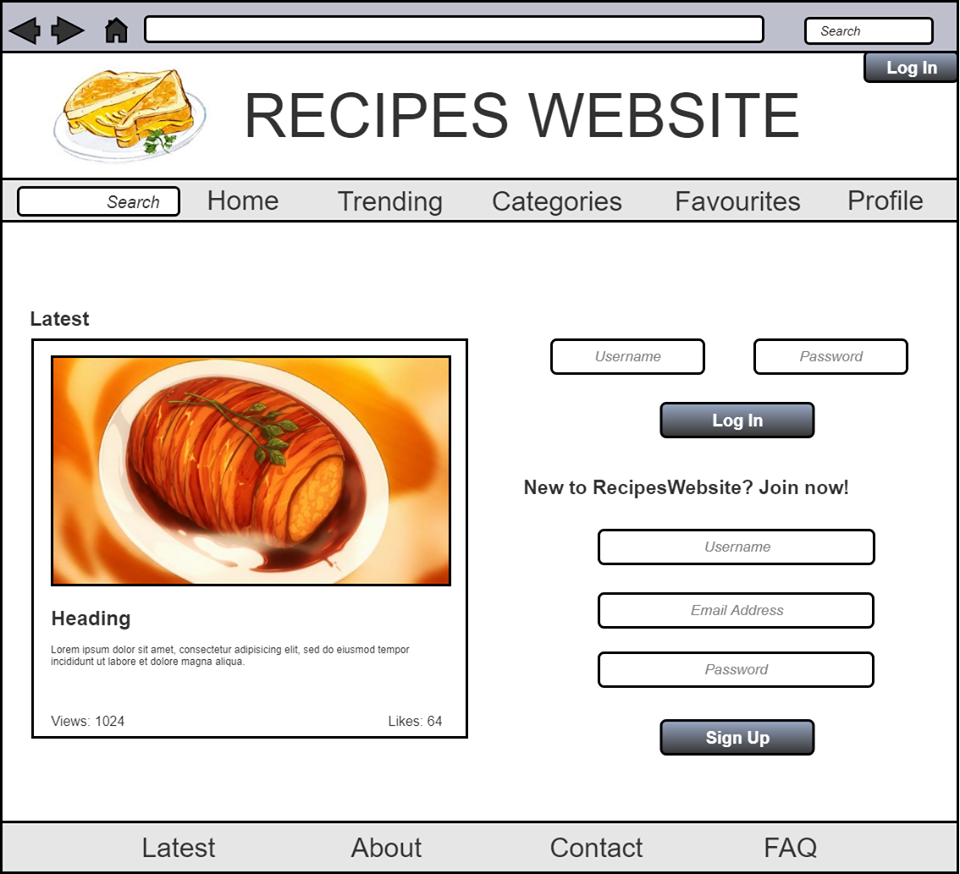 Search
Log In
RECIPES WEBSITE
Search
Home
Trending
Categories
Favourites
Profile
Latest
Heading
Lorem ipsum dolor sit amet, consectetur adipisicing elit, sed do eiusmod tempor
incididunt ut labore et dolore magna aliqua.
Views: 1024
Likes: 64
Username
Password
Log In
New to RecipesWebsite? Join now!
Username
Email Address
Password
Sign Up
Latest
About
Contact
FAQ